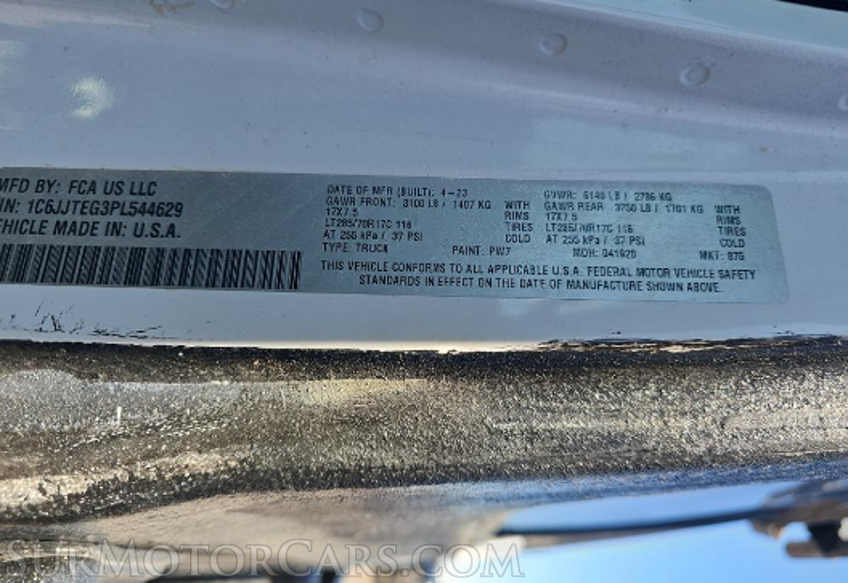 MFD BY: FCA US LLC
IN: 1C6JJTEG3PL544629
VEHICLE MADE IN: U.S.A.
DATE OF MFR (BUILT): 4-23
GAWR FRONT: 3100 LB / 1407 KG WITH
17X7.5 RIMS
LT285/70R17C 116 TIRES
AT 255 kPa / 37 PSI COLD
TYPE: TRUCK PAINT: PW7
GVWR: 6140 LB / 2786 KG
GAWR REAR 3750 LB / 1701 KG WITH
17X7.5 RIMS
LT285/70R17C 116 TIRES
AT 255 kPa / 37 PSI COLD
MDH: 041920 MKT:
THIS VEHICLE CONFORMS TO ALL APPLICABLE U.S.A. FEDERAL MOTOR VEHICLE SAFETY
STANDARDS IN EFFECT ON THE DATE OF MANUFACTURE SHOWN ABOVE.
SURMOTORCARS.COM